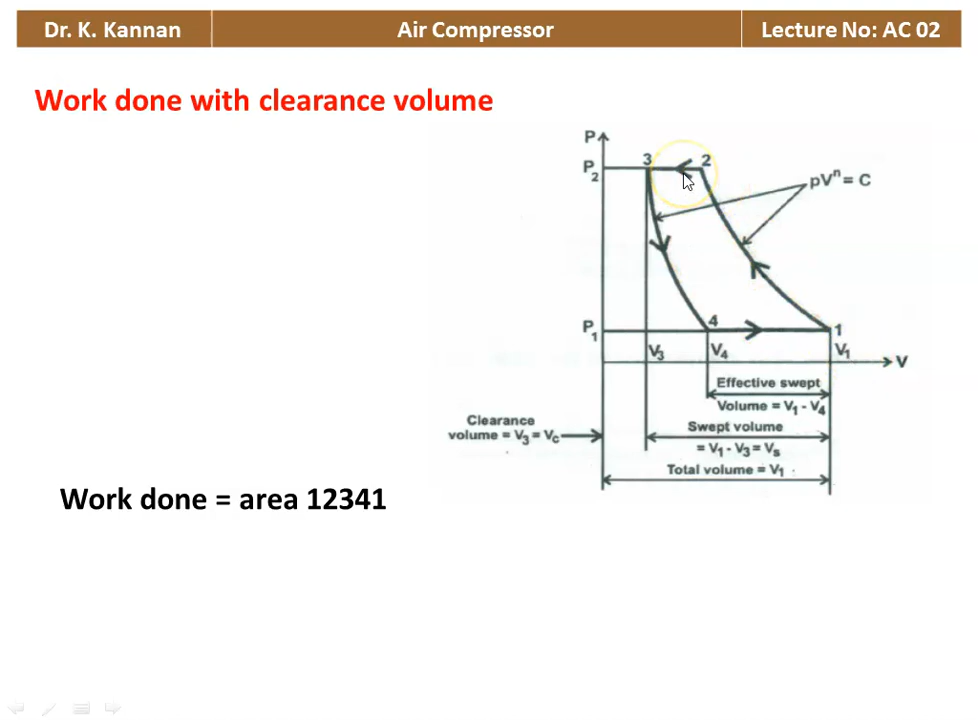 Dr. K. Kannan
Air Compressor
Lecture No: AC 02
Work done with clearance volume
P
3
2
P2
pVⁿ = C
4
1
P1
V3
V4
V1
V
Effective swept
Volume = V1 - V4
Clearance
volume = V3 = Vc
Swept volume
= V1 - V3 = Vs
Total volume = V1
Work done = area 12341